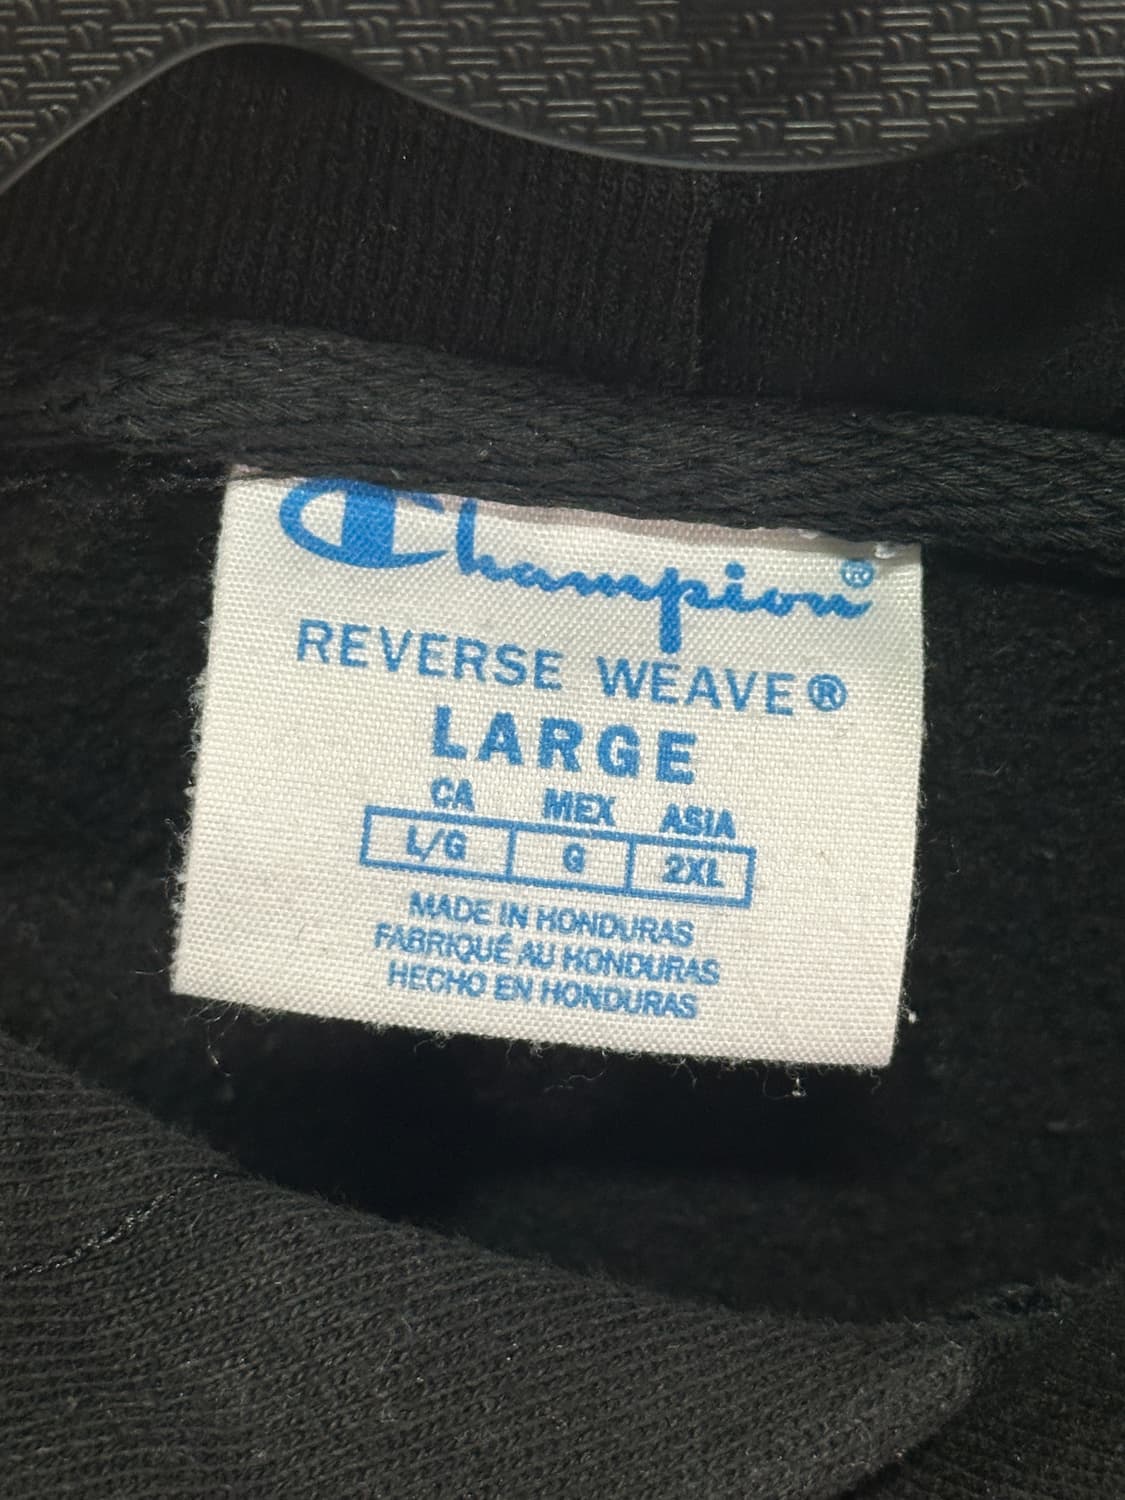 Champion®
REVERSE WEAVE®
LARGE
CA MEX ASIA
L/G G 2XL
MADE IN HONDURAS
FABRIQUÉ AU HONDURAS
HECHO EN HONDURAS